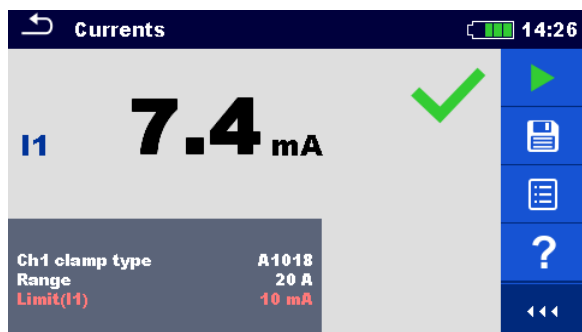 Currents 14:26
I1 7.4 mA
Ch1 clamp type A1018
Range 20 A
Limit(I1) 10 mA
?